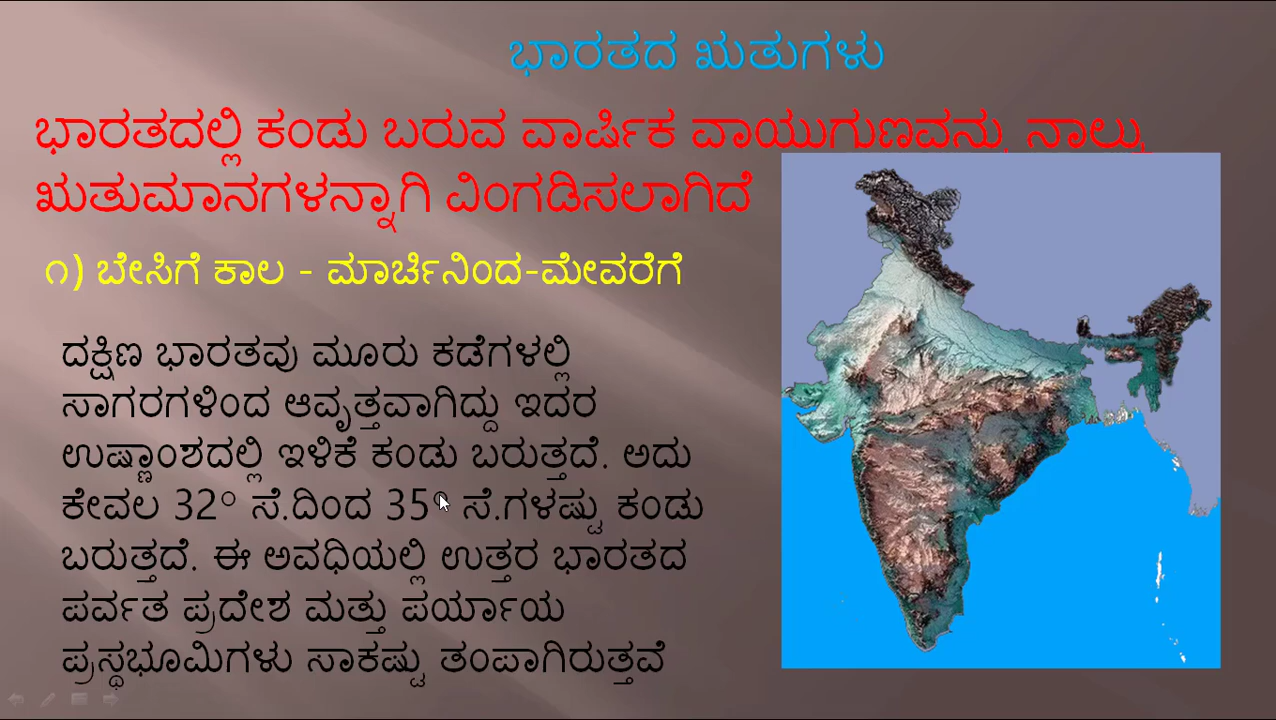 ಭಾರತದ ಋತುಗಳು
ಭಾರತದಲ್ಲಿ ಕಂಡು ಬರುವ ವಾರ್ಷಿಕ ವಾಯುಗುಣವನ್ನು ನಾಲ್ಕು
ಋತುಮಾನಗಳನ್ನಾಗಿ ವಿಂಗಡಿಸಲಾಗಿದೆ
೧) ಬೇಸಿಗೆ ಕಾಲ - ಮಾರ್ಚಿನಿಂದ-ಮೇವರೆಗೆ
ದಕ್ಷಿಣ ಭಾರತವು ಮೂರು ಕಡೆಗಳಲ್ಲಿ
ಸಾಗರಗಳಿಂದ ಆವೃತ್ತವಾಗಿದ್ದು ಇದರ
ಉಷ್ಣಾಂಶದಲ್ಲಿ ಇಳಿಕೆ ಕಂಡು ಬರುತ್ತದೆ. ಅದು
ಕೇವಲ 32° ಸೆ.ದಿಂದ 35° ಸೆ.ಗಳಷ್ಟು ಕಂಡು
ಬರುತ್ತದೆ. ಈ ಅವಧಿಯಲ್ಲಿ ಉತ್ತರ ಭಾರತದ
ಪರ್ವತ ಪ್ರದೇಶ ಮತ್ತು ಪರ್ಯಾಯ
ಪ್ರಸ್ಥಭೂಮಿಗಳು ಸಾಕಷ್ಟು ತಂಪಾಗಿರುತ್ತವೆ